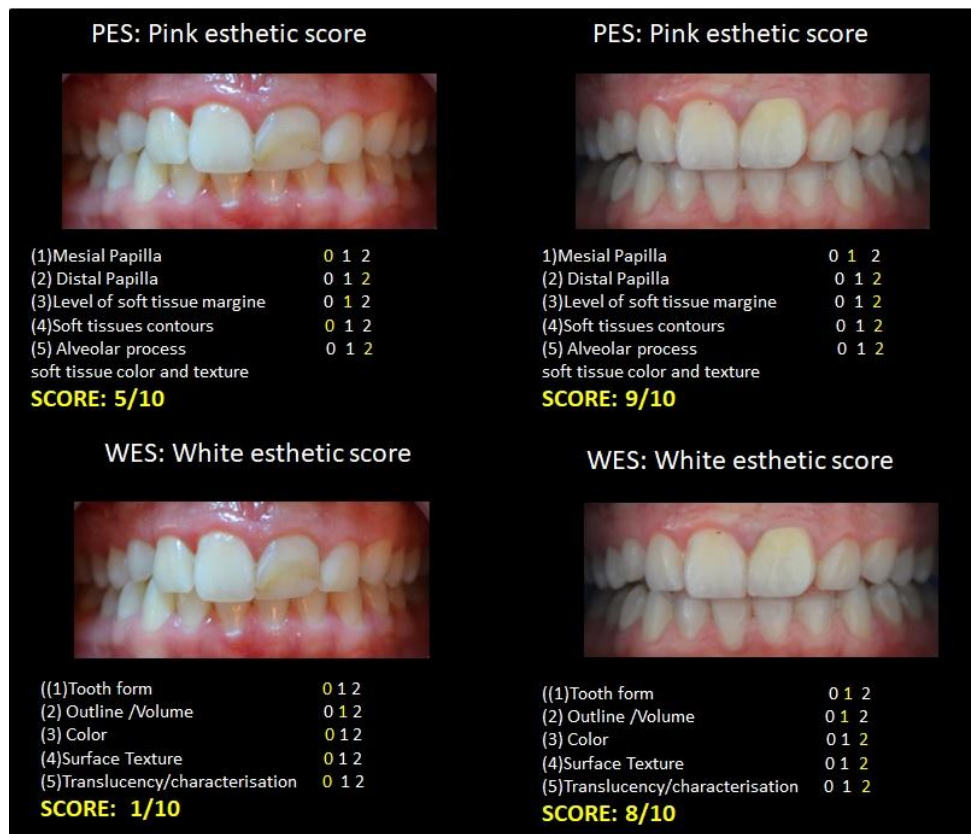 PES: Pink esthetic score
(1)Mesial Papilla 0 1 2
(2) Distal Papilla 0 1 2
(3)Level of soft tissue margine 0 1 2
(4)Soft tissues contours 0 1 2
(5) Alveolar process 0 1 2
soft tissue color and texture
SCORE: 5/10
PES: Pink esthetic score
1)Mesial Papilla 0 1 2
(2) Distal Papilla 0 1 2
(3)Level of soft tissue margine 0 1 2
(4)Soft tissues contours 0 1 2
(5) Alveolar process 0 1 2
soft tissue color and texture
SCORE: 9/10
WES: White esthetic score
((1)Tooth form 0 1 2
(2) Outline /Volume 0 1 2
(3) Color 0 1 2
(4)Surface Texture 0 1 2
(5)Translucency/characterisation 0 1 2
SCORE: 1/10
WES: White esthetic score
((1)Tooth form 0 1 2
(2) Outline /Volume 0 1 2
(3) Color 0 1 2
(4)Surface Texture 0 1 2
(5)Translucency/characterisation 0 1 2
SCORE: 8/10